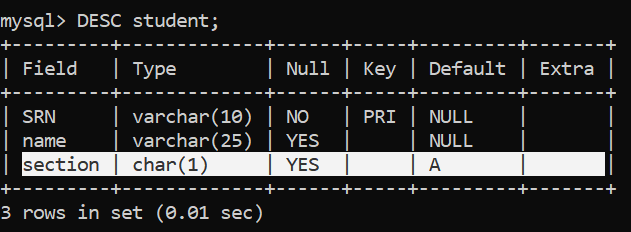 mysql> DESC student;
+---------+-------------+------+-----+---------+-------+
| Field   | Type        | Null | Key | Default | Extra |
+---------+-------------+------+-----+---------+-------+
| SRN     | varchar(10) | NO   | PRI | NULL    |       |
| name    | varchar(25) | YES  |     | NULL    |       |
| section | char(1)     | YES  |     | A       |       |
+---------+-------------+------+-----+---------+-------+
3 rows in set (0.01 sec)